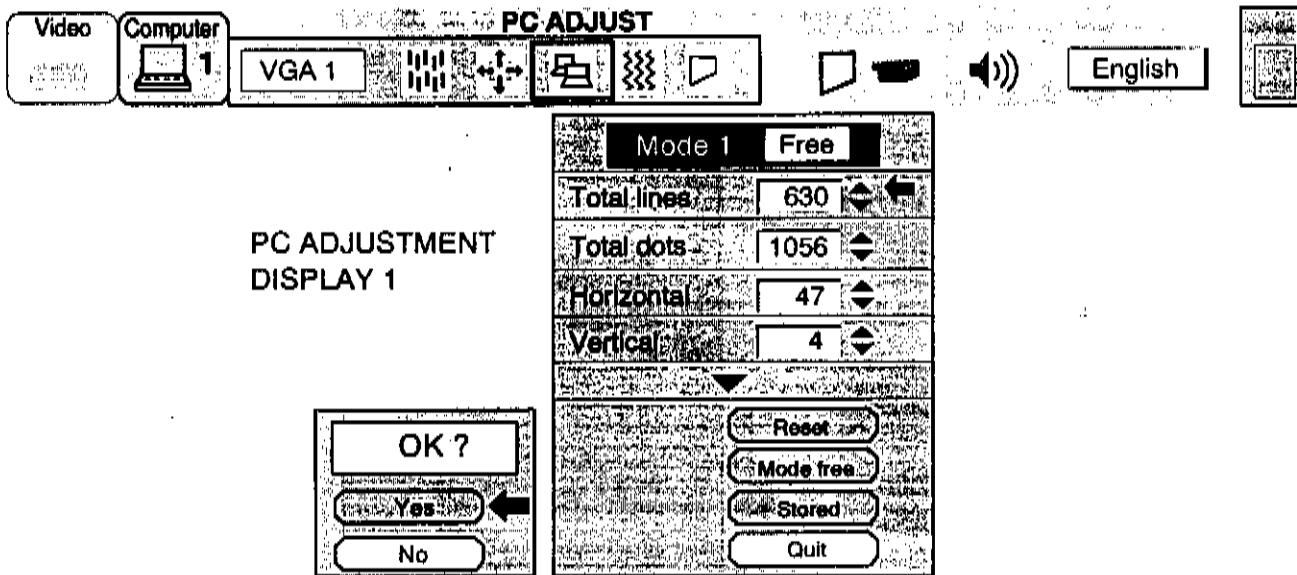 PC ADJUST
Video
Computer
1
VGA 1
English
Mode 1 Free
Total lines 630
Total dots 1056
Horizontal 47
Vertical 4
PC ADJUSTMENT
DISPLAY 1
Reset
Mode free
Stored
Quit
OK ?
Yes
No